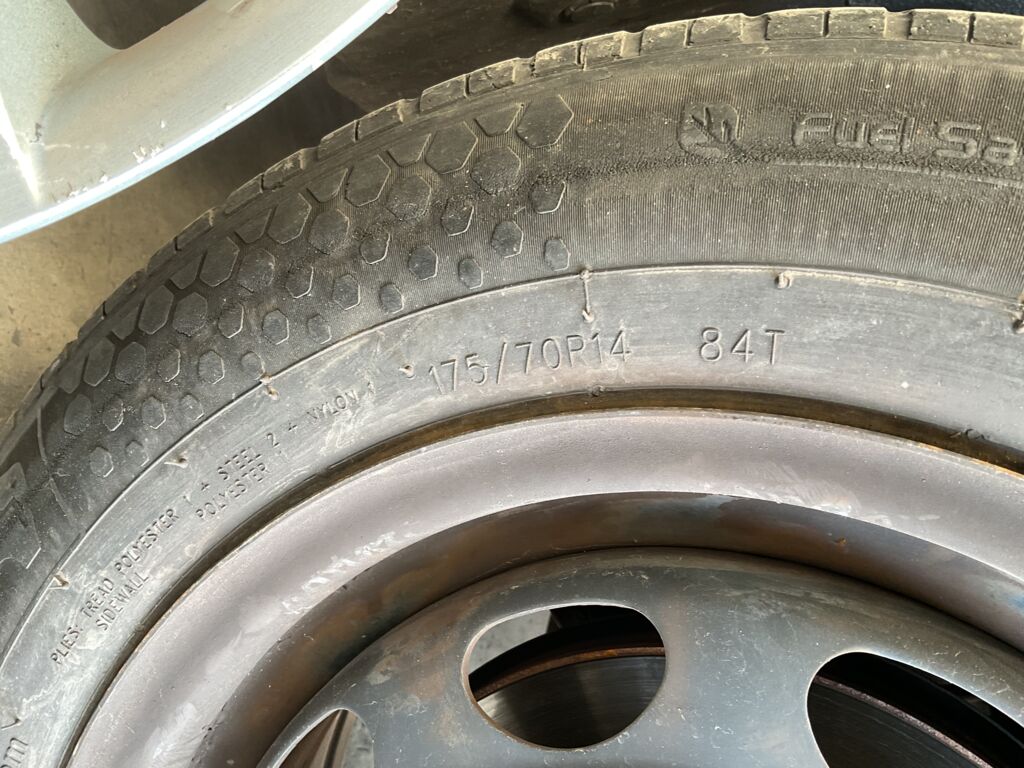 Fuel Sa
175/70R14 84T
PLIES: TREAD POLYESTER 1 + STEEL 2 + NYLON 1
SIDEWALL POLYESTER 1